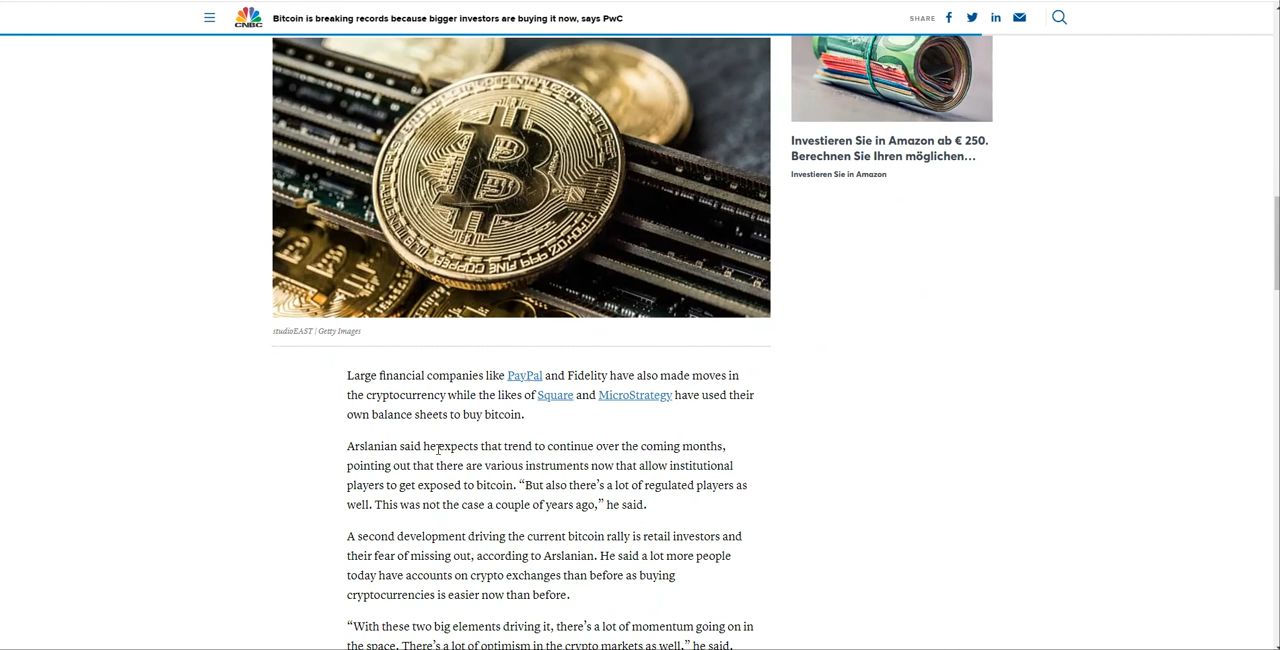 CNBC
Bitcoin is breaking records because bigger investors are buying it now, says PwC
SHARE
Investieren Sie in Amazon ab € 250.
Berechnen Sie Ihren möglichen...
Investieren Sie in Amazon
studioEAST | Getty Images
Large financial companies like PayPal and Fidelity have also made moves in
the cryptocurrency while the likes of Square and MicroStrategy have used their
own balance sheets to buy bitcoin.
Arslanian said he expects that trend to continue over the coming months,
pointing out that there are various instruments now that allow institutional
players to get exposed to bitcoin. “But also there’s a lot of regulated players as
well. This was not the case a couple of years ago,” he said.
A second development driving the current bitcoin rally is retail investors and
their fear of missing out, according to Arslanian. He said a lot more people
today have accounts on crypto exchanges than before as buying
cryptocurrencies is easier now than before.
“With these two big elements driving it, there’s a lot of momentum going on in
the space. There’s a lot of optimism in the crypto markets as well,” he said.